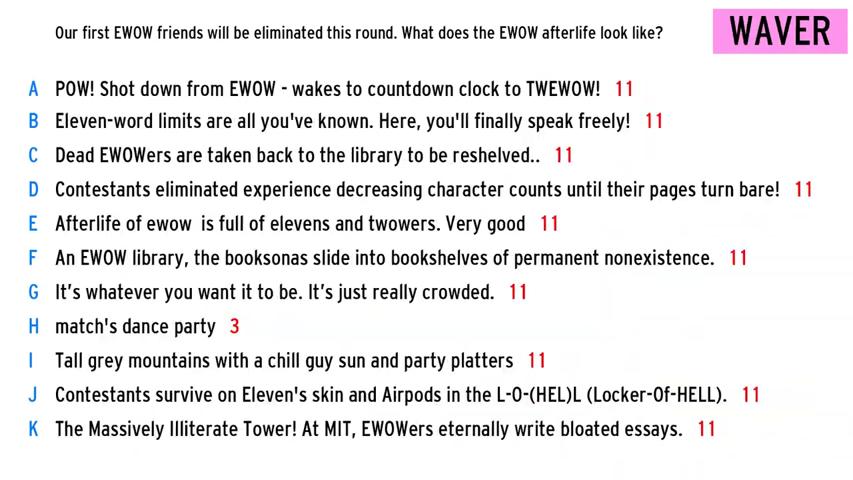 Our first EWOW friends will be eliminated this round. What does the EWOW afterlife look like?
WAVER
A POW! Shot down from EWOW - wakes to countdown clock to TWEWOW! 11
B Eleven-word limits are all you've known. Here, you'll finally speak freely! 11
C Dead EWOWers are taken back to the library to be reshelved.. 11
D Contestants eliminated experience decreasing character counts until their pages turn bare! 11
E Afterlife of ewow  is full of elevens and twowers. Very good 11
F An EWOW library, the booksonas slide into bookshelves of permanent nonexistence. 11
G It’s whatever you want it to be. It’s just really crowded. 11
H match's dance party 3
I Tall grey mountains with a chill guy sun and party platters 11
J Contestants survive on Eleven's skin and Airpods in the L-O-(HEL)L (Locker-Of-HELL). 11
K The Massively Illiterate Tower! At MIT, EWOWers eternally write bloated essays. 11